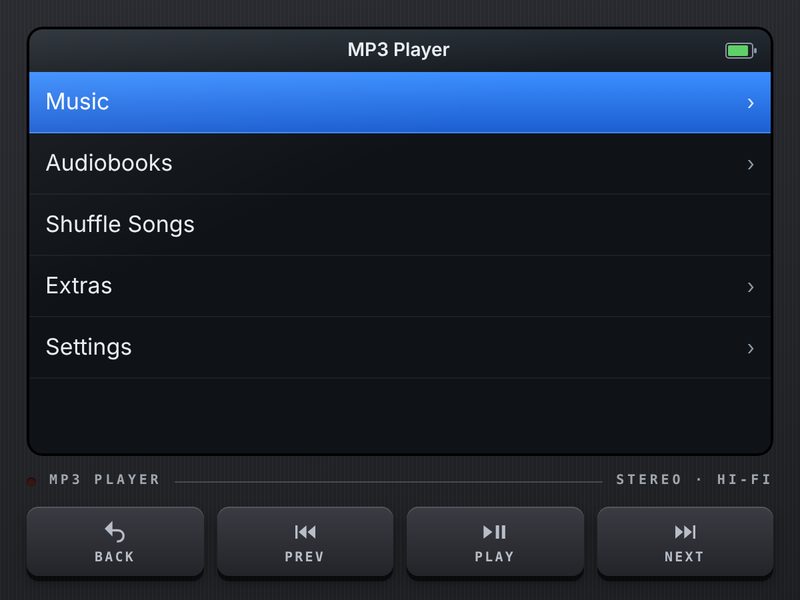 MP3 Player
Music
Audiobooks
Shuffle Songs
Extras
Settings
MP3 PLAYER
STEREO · HI-FI
BACK
PREV
PLAY
NEXT